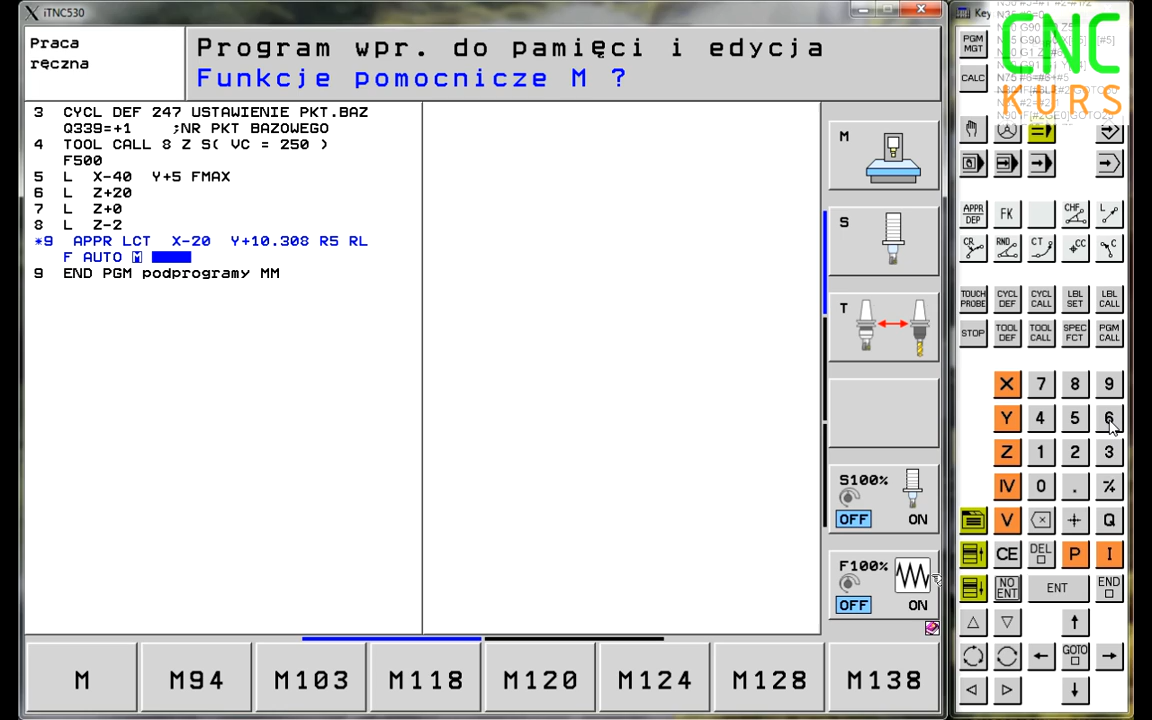 iTNC530
Praca
ręczna
Program wpr. do pamięci i edycja
Funkcje pomocnicze M ?
3 CYCL DEF 247 USTAWIENIE PKT.BAZ
Q339=+1 ;NR PKT BAZOWEGO
4 TOOL CALL 8 Z S( VC = 250 )
F500
5 L X-40 Y+5 FMAX
6 L Z+20
7 L Z+0
8 L Z-2
*9 APPR LCT X-20 Y+10.308 R5 RL
F AUTO M
9 END PGM podprogramy MM
M
S
T
S100%
OFF ON
F100%
OFF ON
M M94 M103 M118 M120 M124 M128 M138
Key
CNC
KURS
PGM
MGT
CALC
APPR
DEP
FK
CHF
L
CR
RND
CT
CC
C
TOUCH
PROBE
CYCL
DEF
CYCL
CALL
LBL
SET
LBL
CALL
STOP
TOOL
DEF
TOOL
CALL
SPEC
FCT
PGM
CALL
X 7 8 9
Y 4 5 6
Z 1 2 3
IV 0 .
V Q
CE DEL P I
NO
ENT
ENT
END
GOTO